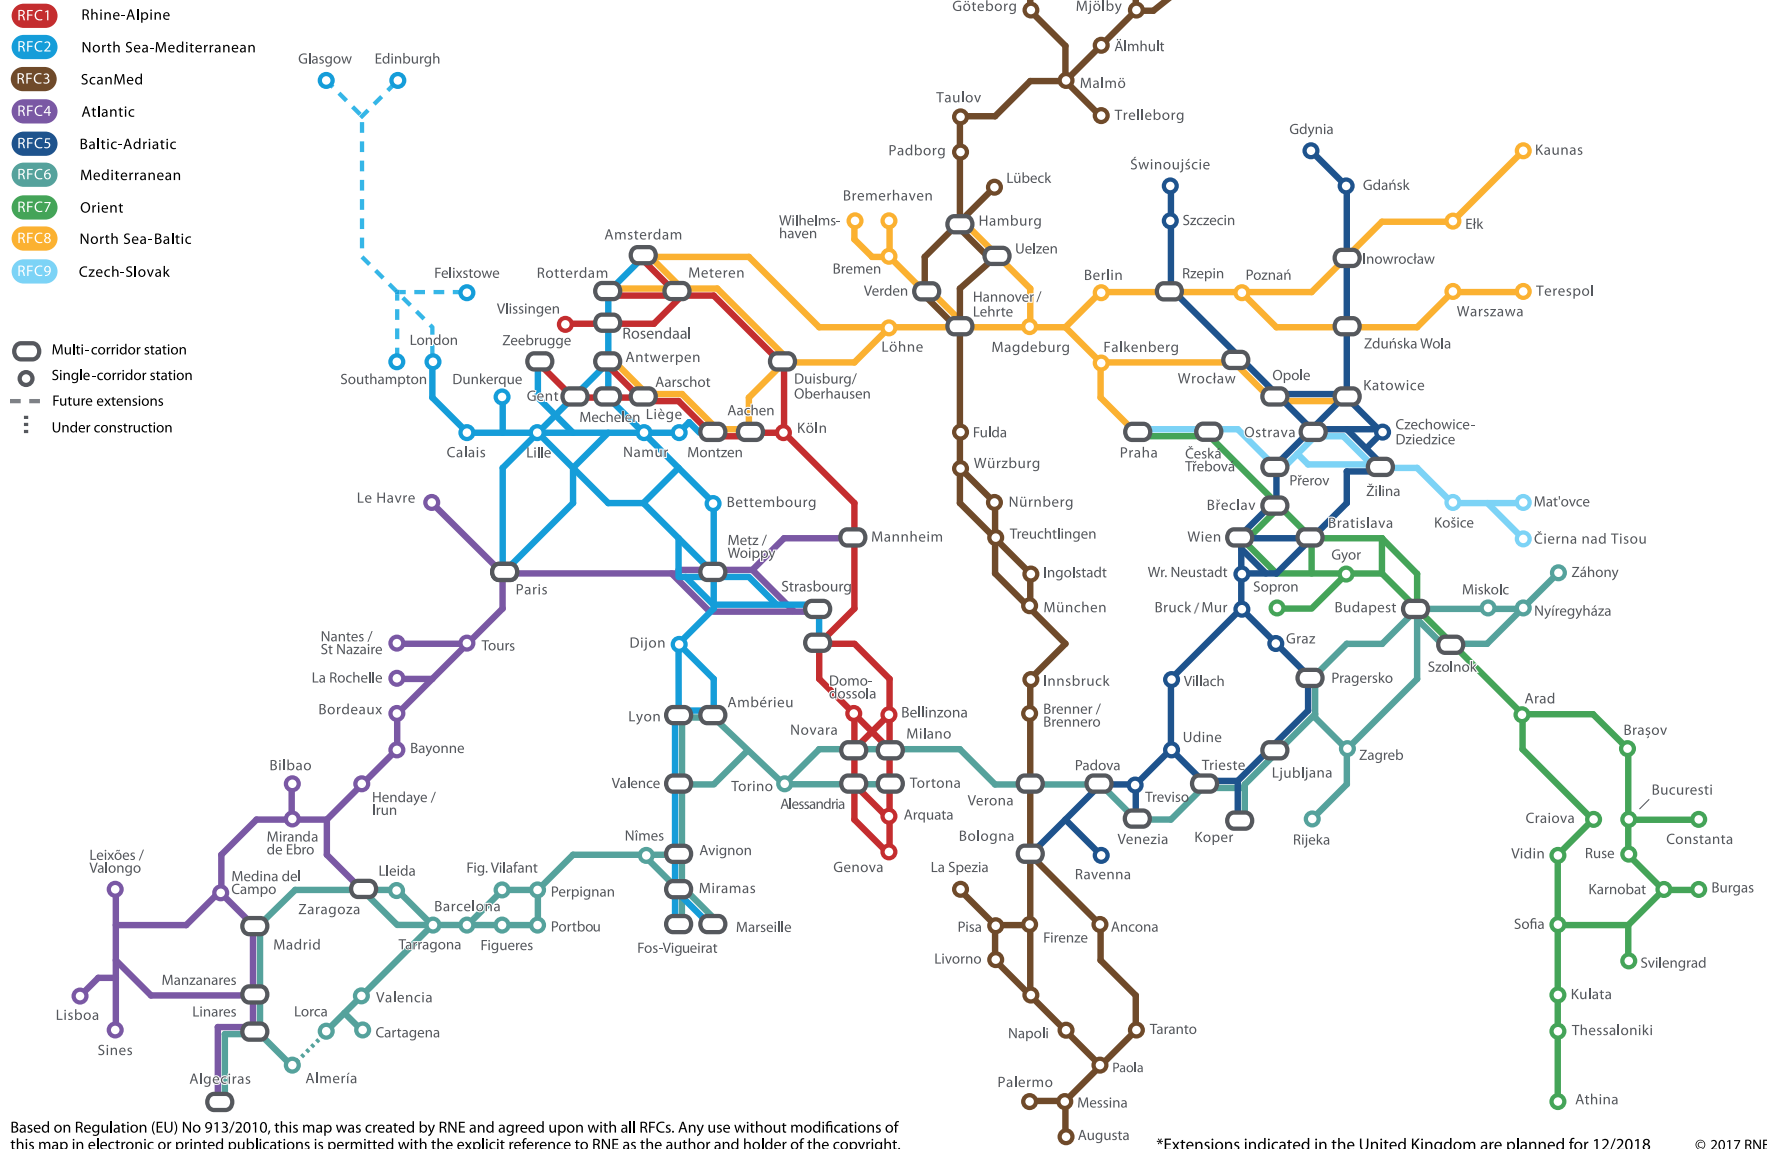 RFC1 Rhine-Alpine
RFC2 North Sea-Mediterranean
RFC3 ScanMed
RFC4 Atlantic
RFC5 Baltic-Adriatic
RFC6 Mediterranean
RFC7 Orient
RFC8 North Sea-Baltic
RFC9 Czech-Slovak
Multi-corridor station
Single-corridor station
Future extensions
Under construction
Göteborg
Mjölby
Älmhult
Malmö
Trelleborg
Taulov
Padborg
Lübeck
Hamburg
Uelzen
Glasgow
Edinburgh
Felixstowe
London
Southampton
Bremerhaven
Wilhelms-
haven
Bremen
Verden
Hannover/
Lehrte
Löhne
Magdeburg
Amsterdam
Rotterdam
Meteren
Vlissingen
Rosendaal
Zeebrugge
Antwerpen
Dunkerque
Gent
Aarschot
Mechelen
Liège
Aachen
Duisburg/
Oberhausen
Calais
Lille
Namur
Montzen
Köln
Gdynia
Gdańsk
Świnoujście
Szczecin
Kaunas
Ełk
Inowrocław
Berlin
Rzepin
Poznań
Terespol
Warszawa
Zduńska Wola
Falkenberg
Wrocław
Opole
Katowice
Czechowice-
Dziedzice
Ostrava
Praha
Česká
Třebova
Přerov
Žilina
Mat'ovce
Košice
Čierna nad Tisou
Břeclav
Bratislava
Wien
Gyor
Wr. Neustadt
Sopron
Bruck / Mur
Budapest
Miskolc
Záhony
Nyíregyháza
Graz
Szolnok
Villach
Pragersko
Arad
Braşov
Udine
Zagreb
Trieste
Ljubljana
Padova
Treviso
Venezia
Koper
Rijeka
Bucuresti
Craiova
Constanta
Vidin
Ruse
Karnobat
Burgas
Sofia
Svilengrad
Kulata
Thessaloniki
Athina
Fulda
Würzburg
Nürnberg
Treuchtlingen
Ingolstadt
München
Innsbruck
Brenner /
Brennero
Verona
Bologna
Ravenna
La Spezia
Pisa
Firenze
Ancona
Livorno
Napoli
Taranto
Paola
Palermo
Messina
Augusta
Le Havre
Bettembourg
Metz /
Woippy
Mannheim
Strasbourg
Paris
Nantes /
St Nazaire
Tours
Dijon
La Rochelle
Bordeaux
Bayonne
Lyon
Ambérieu
Domo-
dossola
Bellinzona
Novara
Milano
Valence
Torino
Alessandria
Tortona
Arquata
Genova
Bilbao
Hendaye /
Irun
Miranda
de Ebro
Nîmes
Avignon
Leixões /
Valongo
Medina del
Campo
Lleida
Fig. Vilafant
Perpignan
Miramas
Zaragoza
Barcelona
Madrid
Tarragona
Figueres
Portbou
Fos-Vigueirat
Marseille
Manzanares
Linares
Lorca
Valencia
Cartagena
Lisboa
Sines
Algeciras
Almería
Based on Regulation (EU) No 913/2010, this map was created by RNE and agreed upon with all RFCs. Any use without modifications of
this map in electronic or printed publications is permitted with the explicit reference to RNE as the author and holder of the copyright.
*Extensions indicated in the United Kingdom are planned for 12/2018
© 2017 RNE